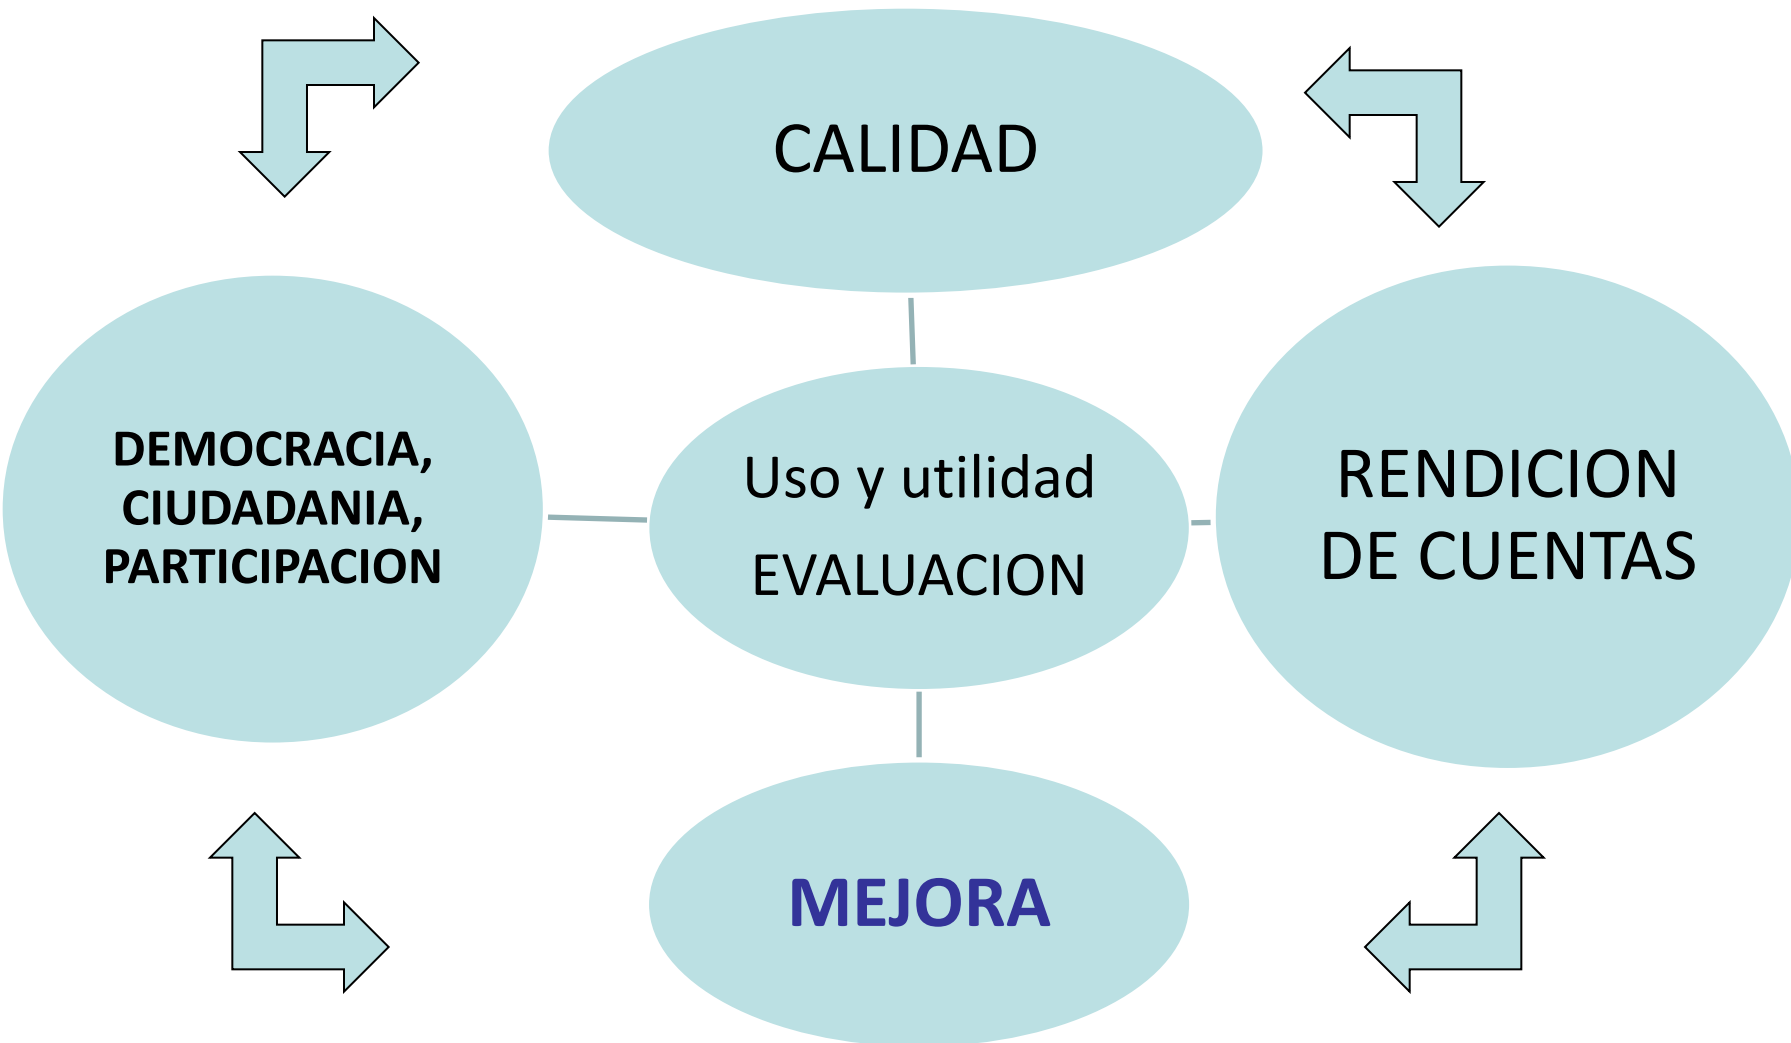 CALIDAD
DEMOCRACIA,
CIUDADANIA,
PARTICIPACION
Uso y utilidad
EVALUACION
RENDICION
DE CUENTAS
MEJORA